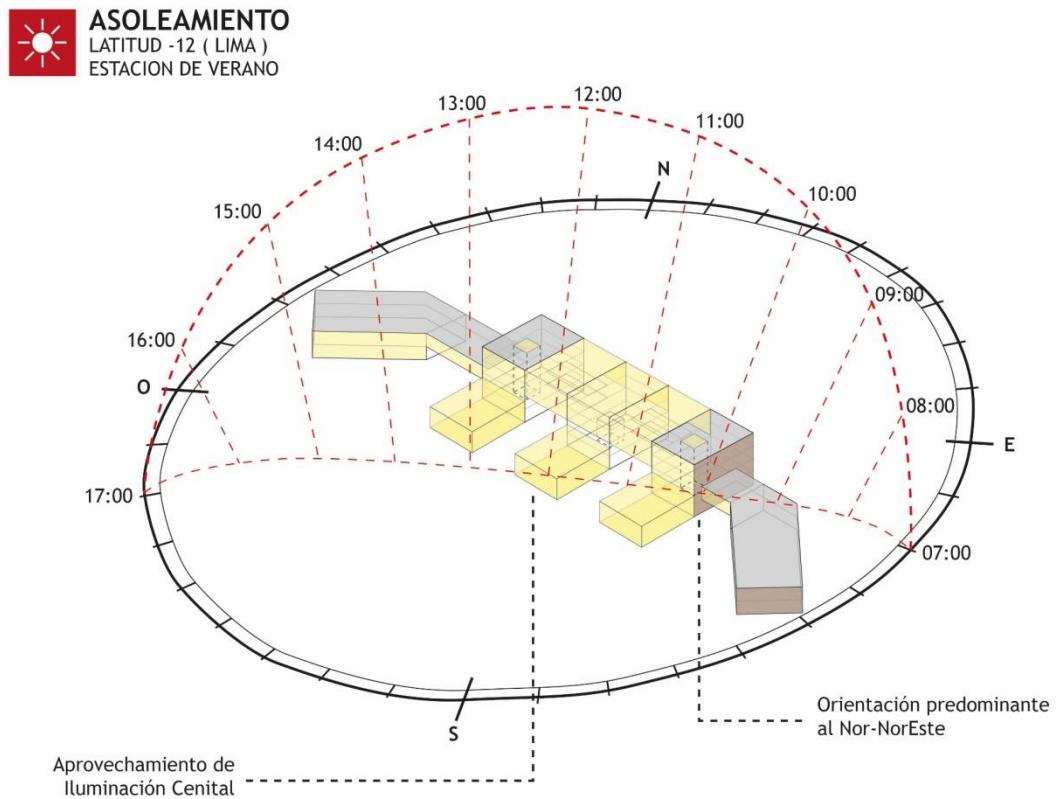 ASOLEAMIENTO
LATITUD -12 ( LIMA )
ESTACION DE VERANO
12:00
13:00
11:00
14:00
N
10:00
15:00
09:00
16:00
O
08:00
E
17:00
07:00
S
Orientación predominante
al Nor-NorEste
Aprovechamiento de
Iluminación Cenital